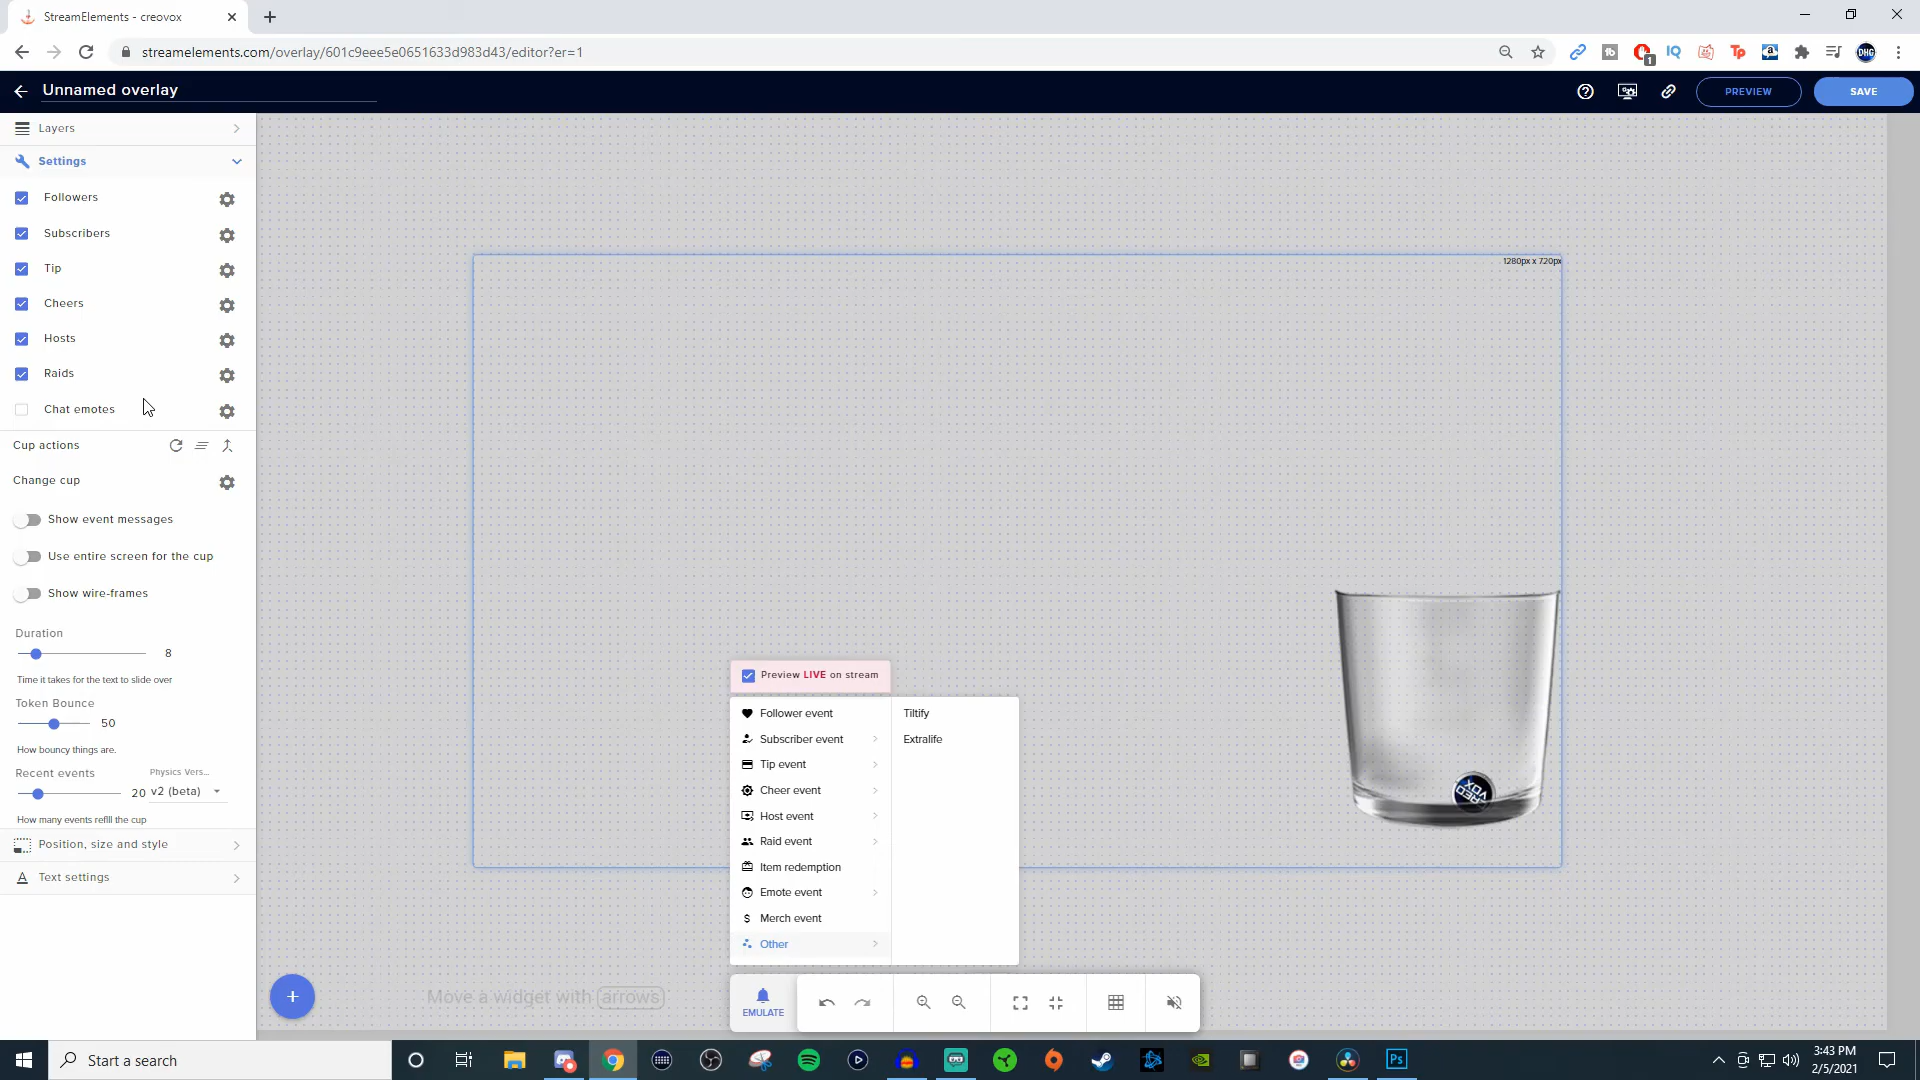 StreamElements - creovox
streamelements.com/overlay/601c9eee5e0651633d983d43/editor?er=1
tb
1
IQ
Tp
a
DHG
Unnamed overlay
PREVIEW
SAVE
Layers
Settings
Followers
Subscribers
Tip
Cheers
Hosts
Raids
Chat emotes
Cup actions
Change cup
Show event messages
Use entire screen for the cup
Show wire-frames
Duration
8
Time it takes for the text to slide over
Token Bounce
50
How bouncy things are.
Recent events
Physics Vers...
20
v2 (beta)
How many events refill the cup
Position, size and style
Text settings
1280px x 720px
Preview LIVE on stream
Follower event
Subscriber event
Tip event
Cheer event
Host event
Raid event
Item redemption
Emote event
Merch event
Other
Tiltify
Extralife
Move a widget with arrows
EMULATE
Start a search
Ps
3:43 PM
2/5/2021